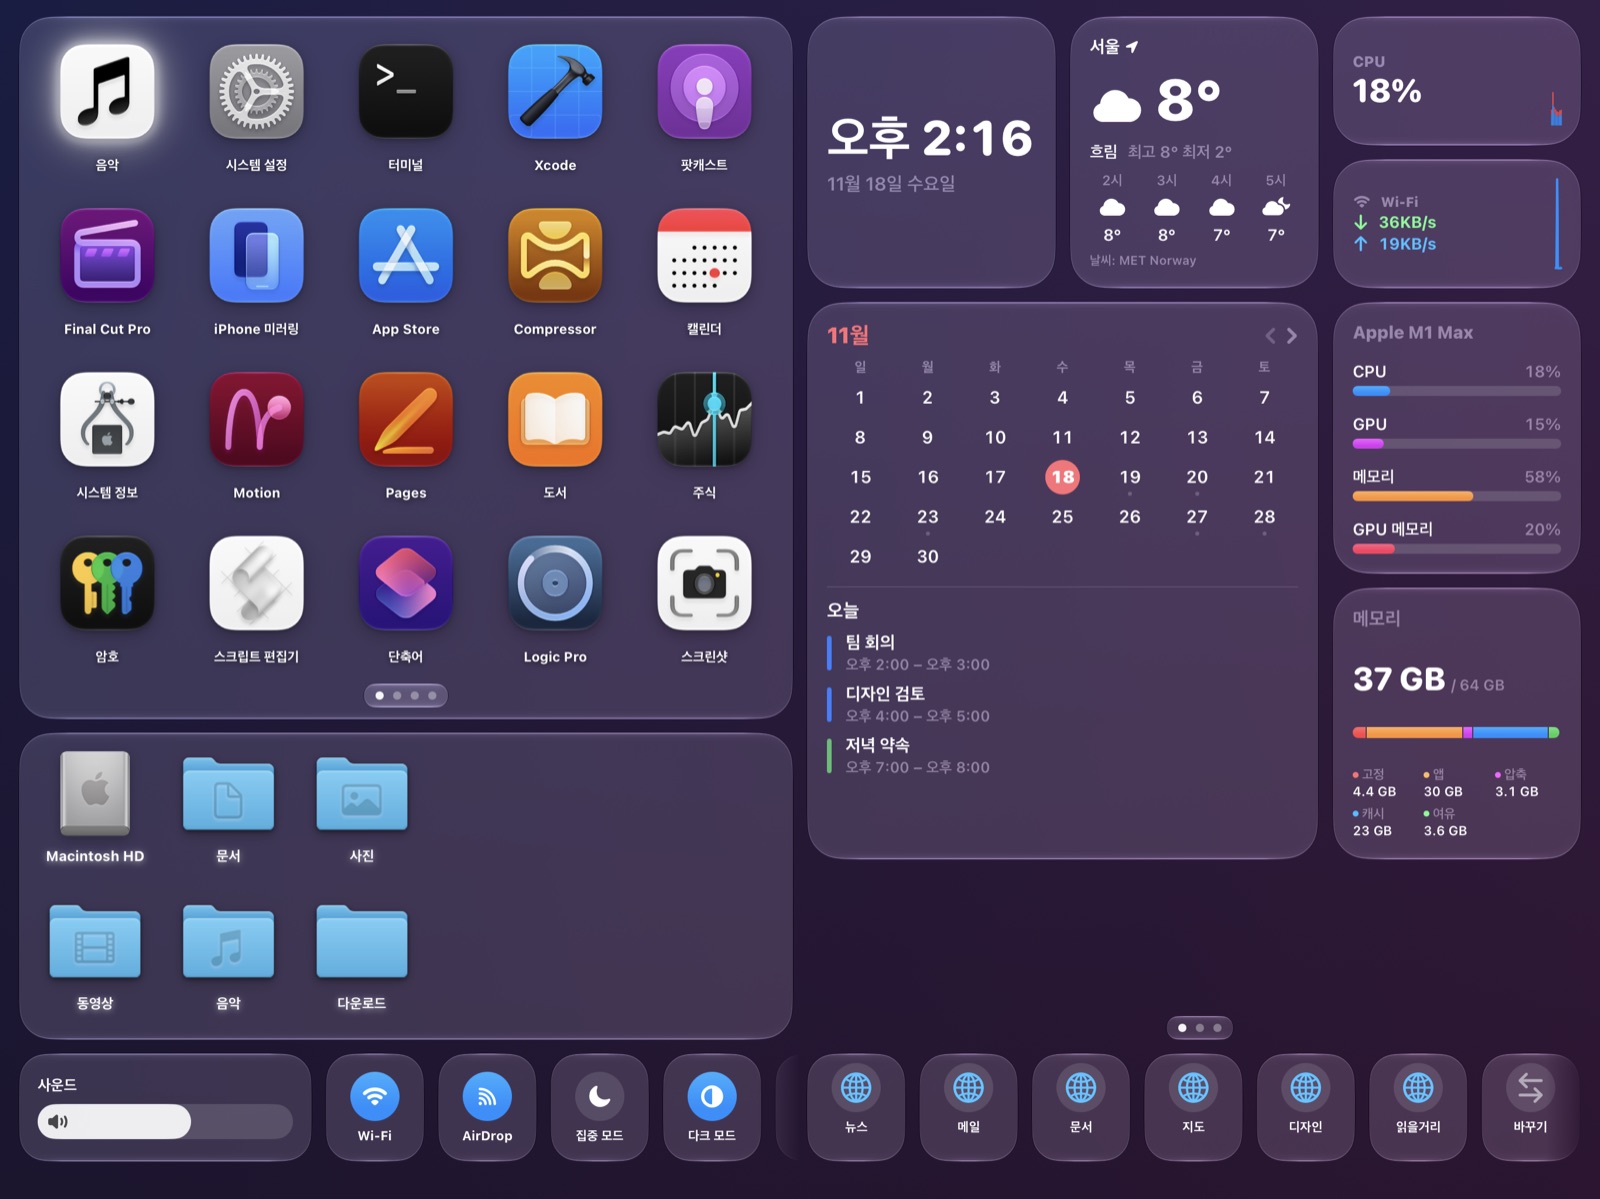 음악
시스템 설정
터미널
Xcode
팟캐스트
Final Cut Pro
iPhone 미러링
App Store
Compressor
캘린더
시스템 정보
Motion
Pages
도서
주식
암호
스크립트 편집기
단축어
Logic Pro
스크린샷
Macintosh HD
문서
사진
동영상
음악
다운로드
오후 2:16
11월 18일 수요일
서울
8°
흐림 최고 8° 최저 2°
2시 3시 4시 5시
8° 8° 7° 7°
날씨: MET Norway
CPU
18%
Wi-Fi
↓ 36KB/s
↑ 19KB/s
11월
일 월 화 수 목 금 토
1 2 3 4 5 6 7
8 9 10 11 12 13 14
15 16 17 18 19 20 21
22 23 24 25 26 27 28
29 30
오늘
팀 회의
오후 2:00 – 오후 3:00
디자인 검토
오후 4:00 – 오후 5:00
저녁 약속
오후 7:00 – 오후 8:00
Apple M1 Max
CPU 18%
GPU 15%
메모리 58%
GPU 메모리 20%
메모리
37 GB / 64 GB
고정 앱 압축
4.4 GB 30 GB 3.1 GB
캐시 여유
23 GB 3.6 GB
사운드
Wi-Fi
AirDrop
집중 모드
다크 모드
뉴스
메일
문서
지도
디자인
읽을거리
바꾸기